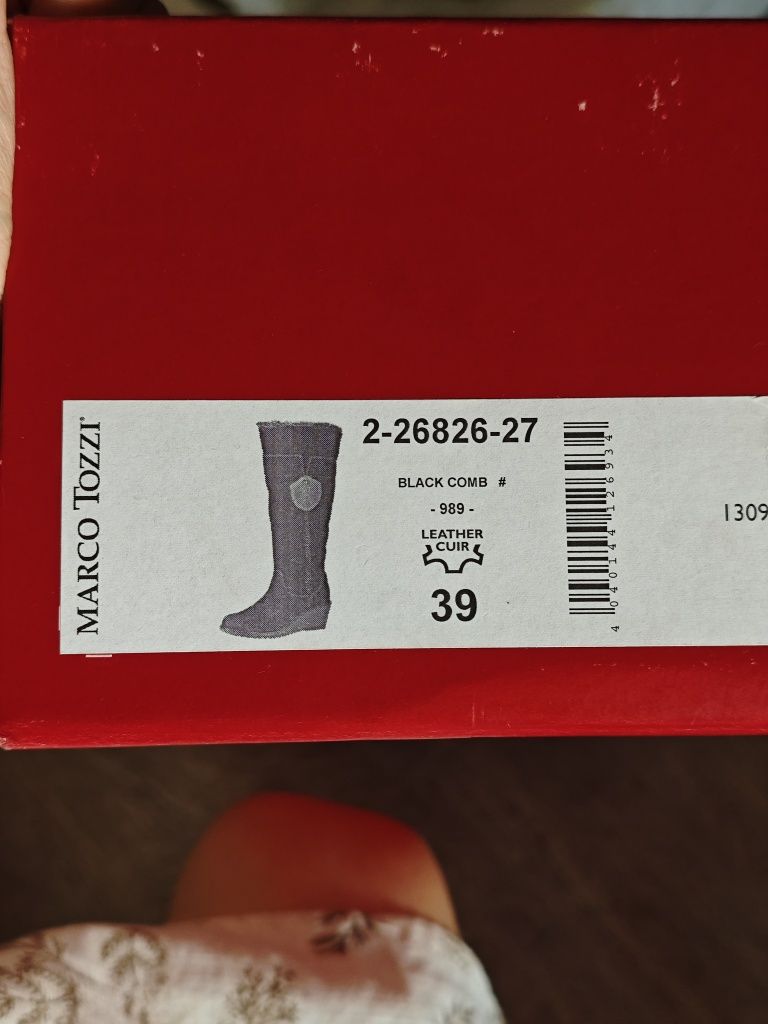 MARCO TOZZI®
2-26826-27
BLACK COMB #
- 989 -
LEATHER
CUIR
39
4 040144 126934
1309